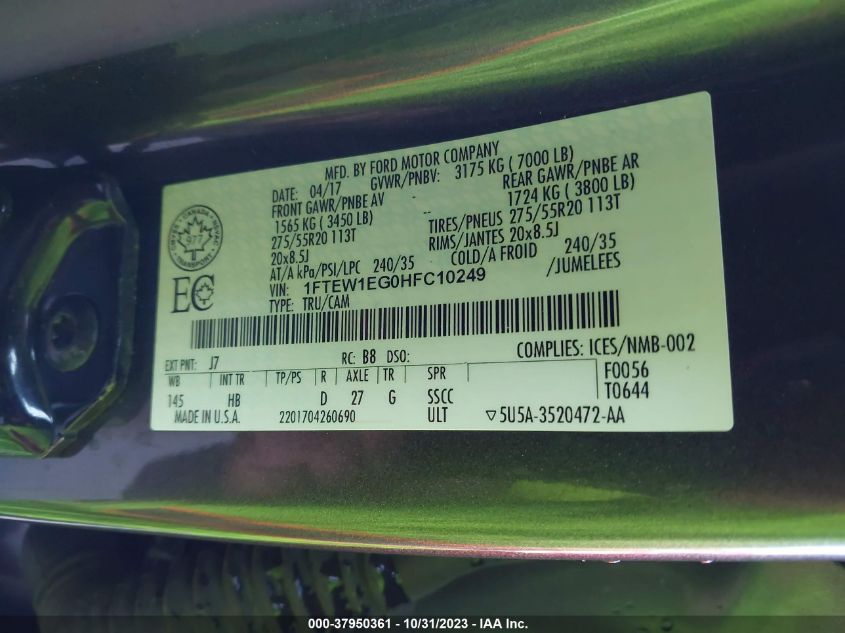 MFD. BY FORD MOTOR COMPANY
DATE: 04/17 GVWR/PNBV: 3175 KG ( 7000 LB)
FRONT GAWR/PNBE AV REAR GAWR/PNBE AR
1565 KG ( 3450 LB) -- 1724 KG ( 3800 LB)
275/55R20 113T TIRES/PNEUS 275/55R20 113T
20x8.5J RIMS/JANTES 20x8.5J
AT/A kPa/PSI/LPC 240/35 COLD/A FROID 240/35
VIN: 1FTEW1EG0HFC10249 /JUMELEES
TYPE: TRU/CAM
CANADA
977
TRANSPORT
EC
EXT PNT: J7 RC: B8 DSO: COMPLIES: ICES/NMB-002
WB INT TR TP/PS R AXLE TR SPR F0056
145 HB D 27 G SSCC T0644
MADE IN U.S.A. 2201704260690 ULT 5U5A-3520472-AA
000-37950361 - 10/31/2023 - IAA Inc.